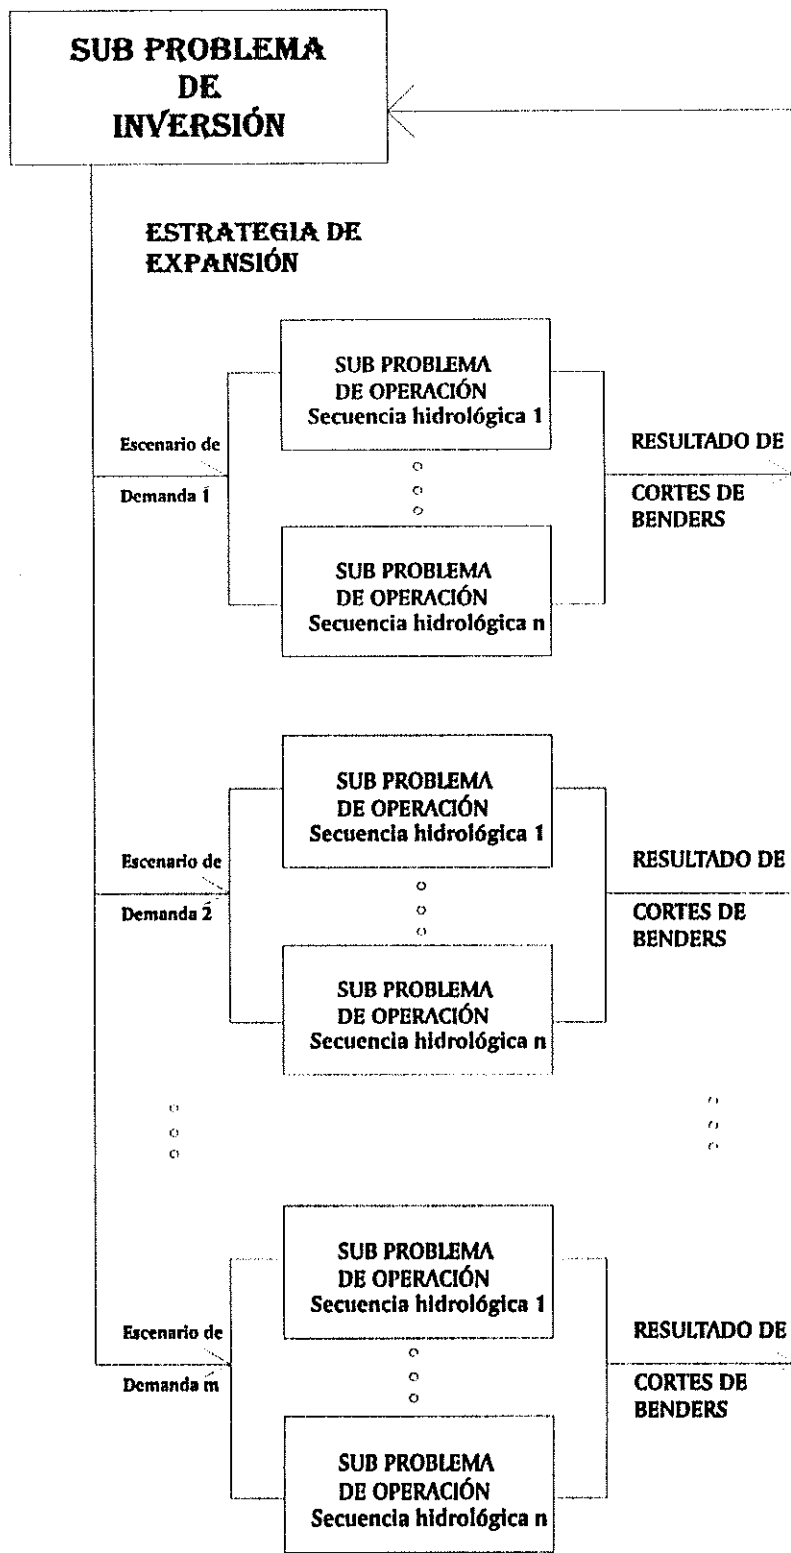 SUB PROBLEMA
DE
INVERSIÓN
ESTRATEGIA DE
EXPANSIÓN
Escenario de
Demanda 1
SUB PROBLEMA
DE OPERACIÓN
Secuencia hidrológica 1
SUB PROBLEMA
DE OPERACIÓN
Secuencia hidrológica n
RESULTADO DE
CORTES DE
BENDERS
Escenario de
Demanda 2
SUB PROBLEMA
DE OPERACIÓN
Secuencia hidrológica 1
SUB PROBLEMA
DE OPERACIÓN
Secuencia hidrológica n
RESULTADO DE
CORTES DE
BENDERS
Escenario de
Demanda m
SUB PROBLEMA
DE OPERACIÓN
Secuencia hidrológica 1
SUB PROBLEMA
DE OPERACIÓN
Secuencia hidrológica n
RESULTADO DE
CORTES DE
BENDERS